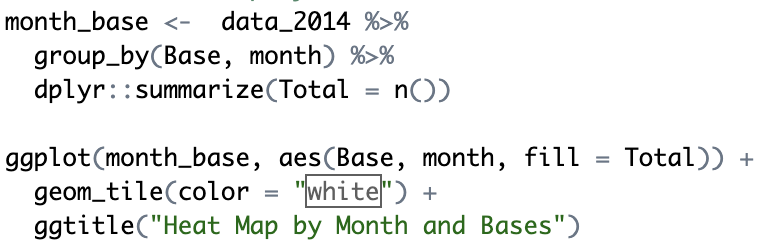 month_base <-  data_2014 %>%
  group_by(Base, month) %>%
  dplyr::summarize(Total = n())

ggplot(month_base, aes(Base, month, fill = Total)) +
  geom_tile(color = "white") +
  ggtitle("Heat Map by Month and Bases")